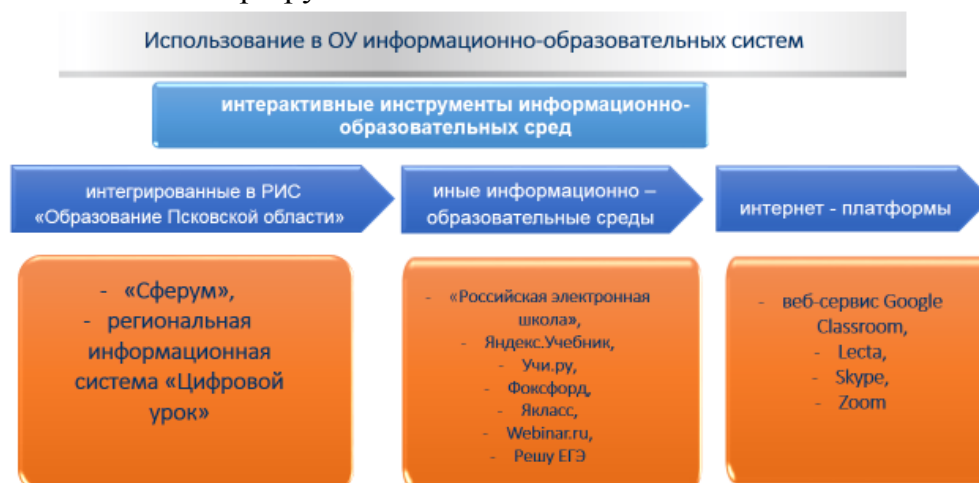 Использование в ОУ информационно-образовательных систем
интерактивные инструменты информационно-
образовательных сред
интегрированные в РИС
«Образование Псковской области»
иные информационно –
образовательные среды
интернет - платформы
- «Сферум»,
- региональная
информационная
система «Цифровой
урок»
- «Российская электронная
школа»,
- Яндекс.Учебник,
- Учи.ру,
- Фоксфорд,
- Якласс,
- Webinar.ru,
- Решу ЕГЭ
- веб-сервис Google
Classroom,
- Lecta,
- Skype,
- Zoom